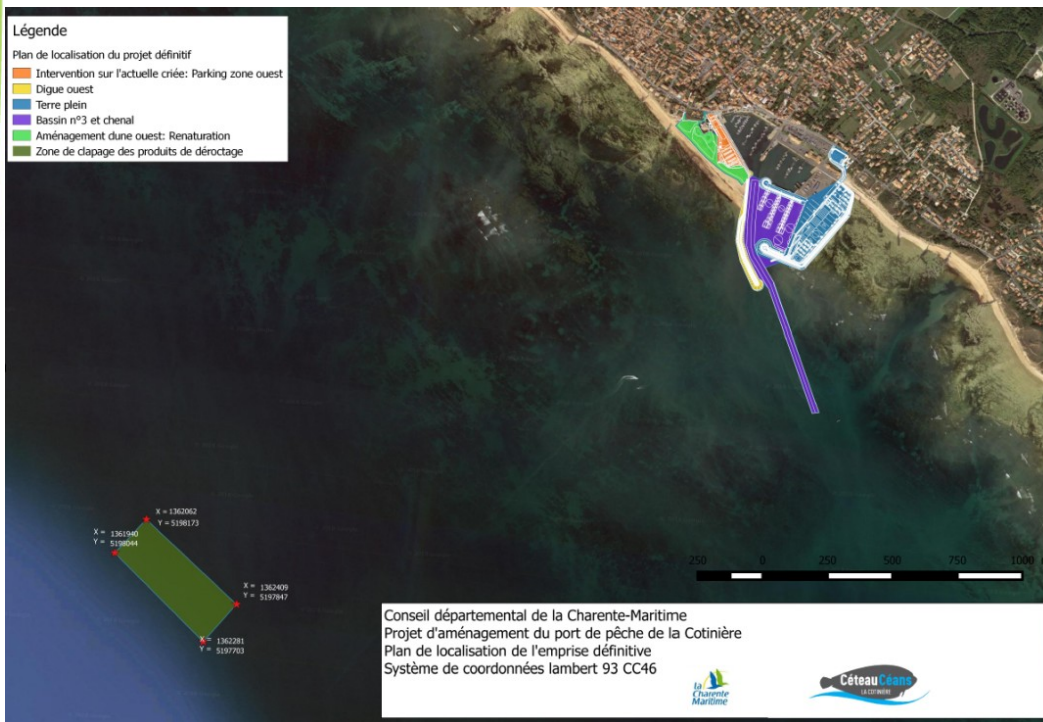 Légende
Plan de localisation du projet définitif
Intervention sur l'actuelle criée: Parking zone ouest
Digue ouest
Terre plein
Bassin n°3 et chenal
Aménagement dune ouest: Renaturation
Zone de clapage des produits de déroctage
X = 1362062
Y = 5198173
X = 1361940
Y = 5198044
X = 1362409
Y = 5197847
X = 1362281
Y = 5197703
250 0 250 500 750 1000
Conseil départemental de la Charente-Maritime
Projet d'aménagement du port de pêche de la Cotinière
Plan de localisation de l'emprise définitive
Système de coordonnées lambert 93 CC46
la
Charente
Maritime
CéteauCéans
LA COTINIÈRE